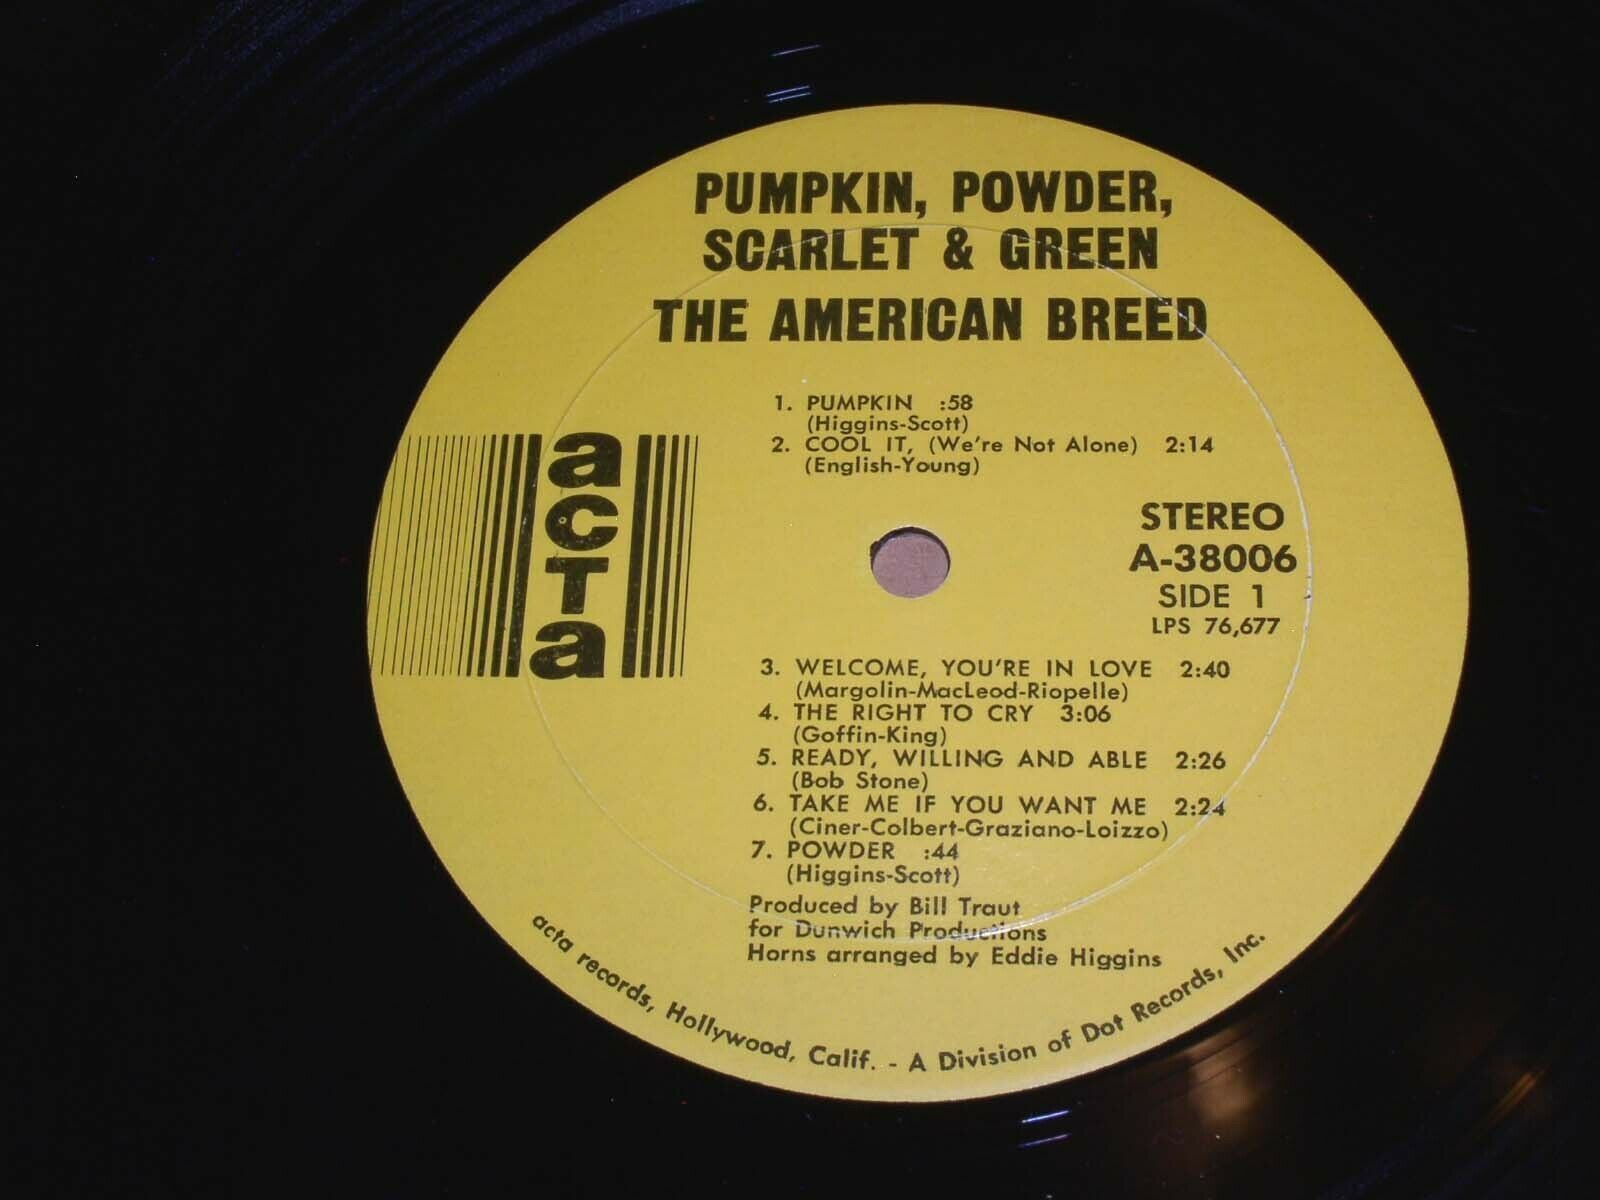 PUMPKIN, POWDER,
SCARLET & GREEN
THE AMERICAN BREED
1. PUMPKIN :58
(Higgins-Scott)
2. COOL IT, (We're Not Alone) 2:14
(English-Young)
acta
STEREO
A-38006
SIDE 1
LPS 76,677
3. WELCOME, YOU'RE IN LOVE 2:40
(Margolin-MacLeod-Riopelle)
4. THE RIGHT TO CRY 3:06
(Goffin-King)
5. READY, WILLING AND ABLE 2:26
(Bob Stone)
6. TAKE ME IF YOU WANT ME 2:24
(Ciner-Colbert-Graziano-Loizzo)
7. POWDER :44
(Higgins-Scott)
Produced by Bill Traut
for Dunwich Productions
Horns arranged by Eddie Higgins
acta records, Hollywood, Calif. - A Division of Dot Records, Inc.